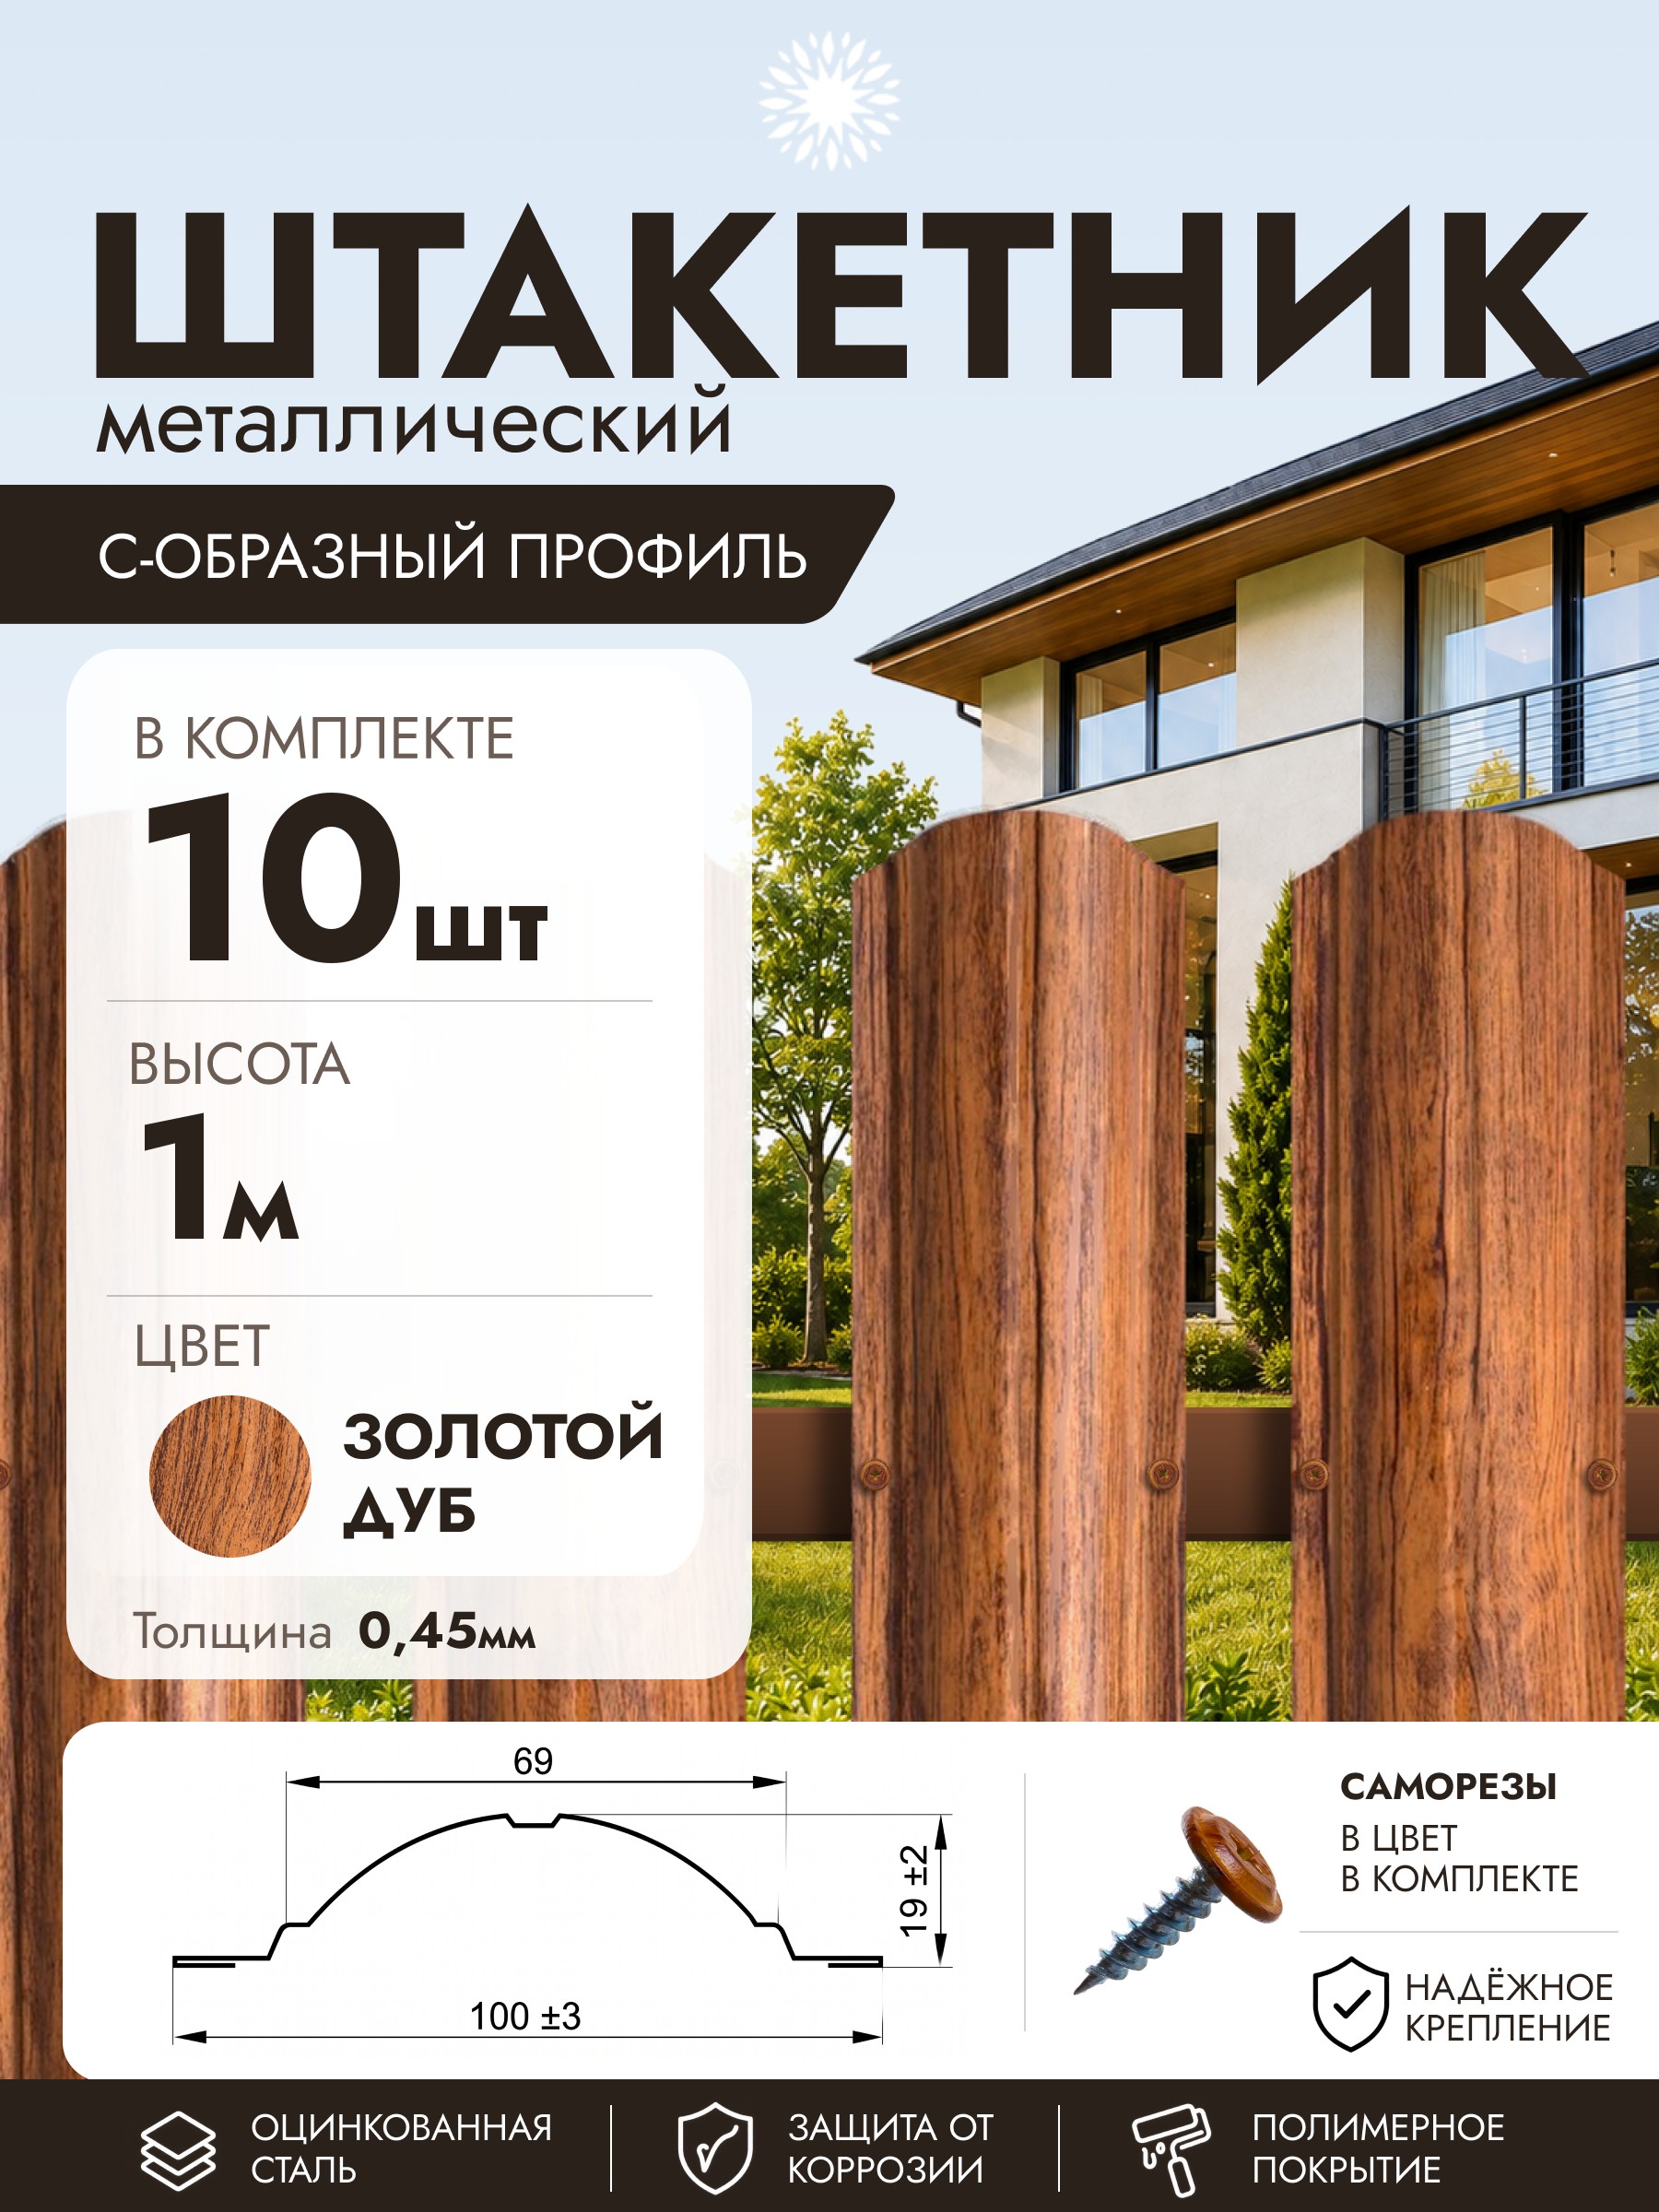 ШТАКЕТНИК
металлический
С-ОБРАЗНЫЙ ПРОФИЛЬ
В КОМПЛЕКТЕ
10шт
ВЫСОТА
1м
ЦВЕТ
ЗОЛОТОЙ
ДУБ
Толщина 0,45мм
69
19 ±2
100 ±3
САМОРЕЗЫ
В ЦВЕТ
В КОМПЛЕКТЕ
НАДЁЖНОЕ
КРЕПЛЕНИЕ
ОЦИНКОВАННАЯ
СТАЛЬ
ЗАЩИТА ОТ
КОРРОЗИИ
ПОЛИМЕРНОЕ
ПОКРЫТИЕ